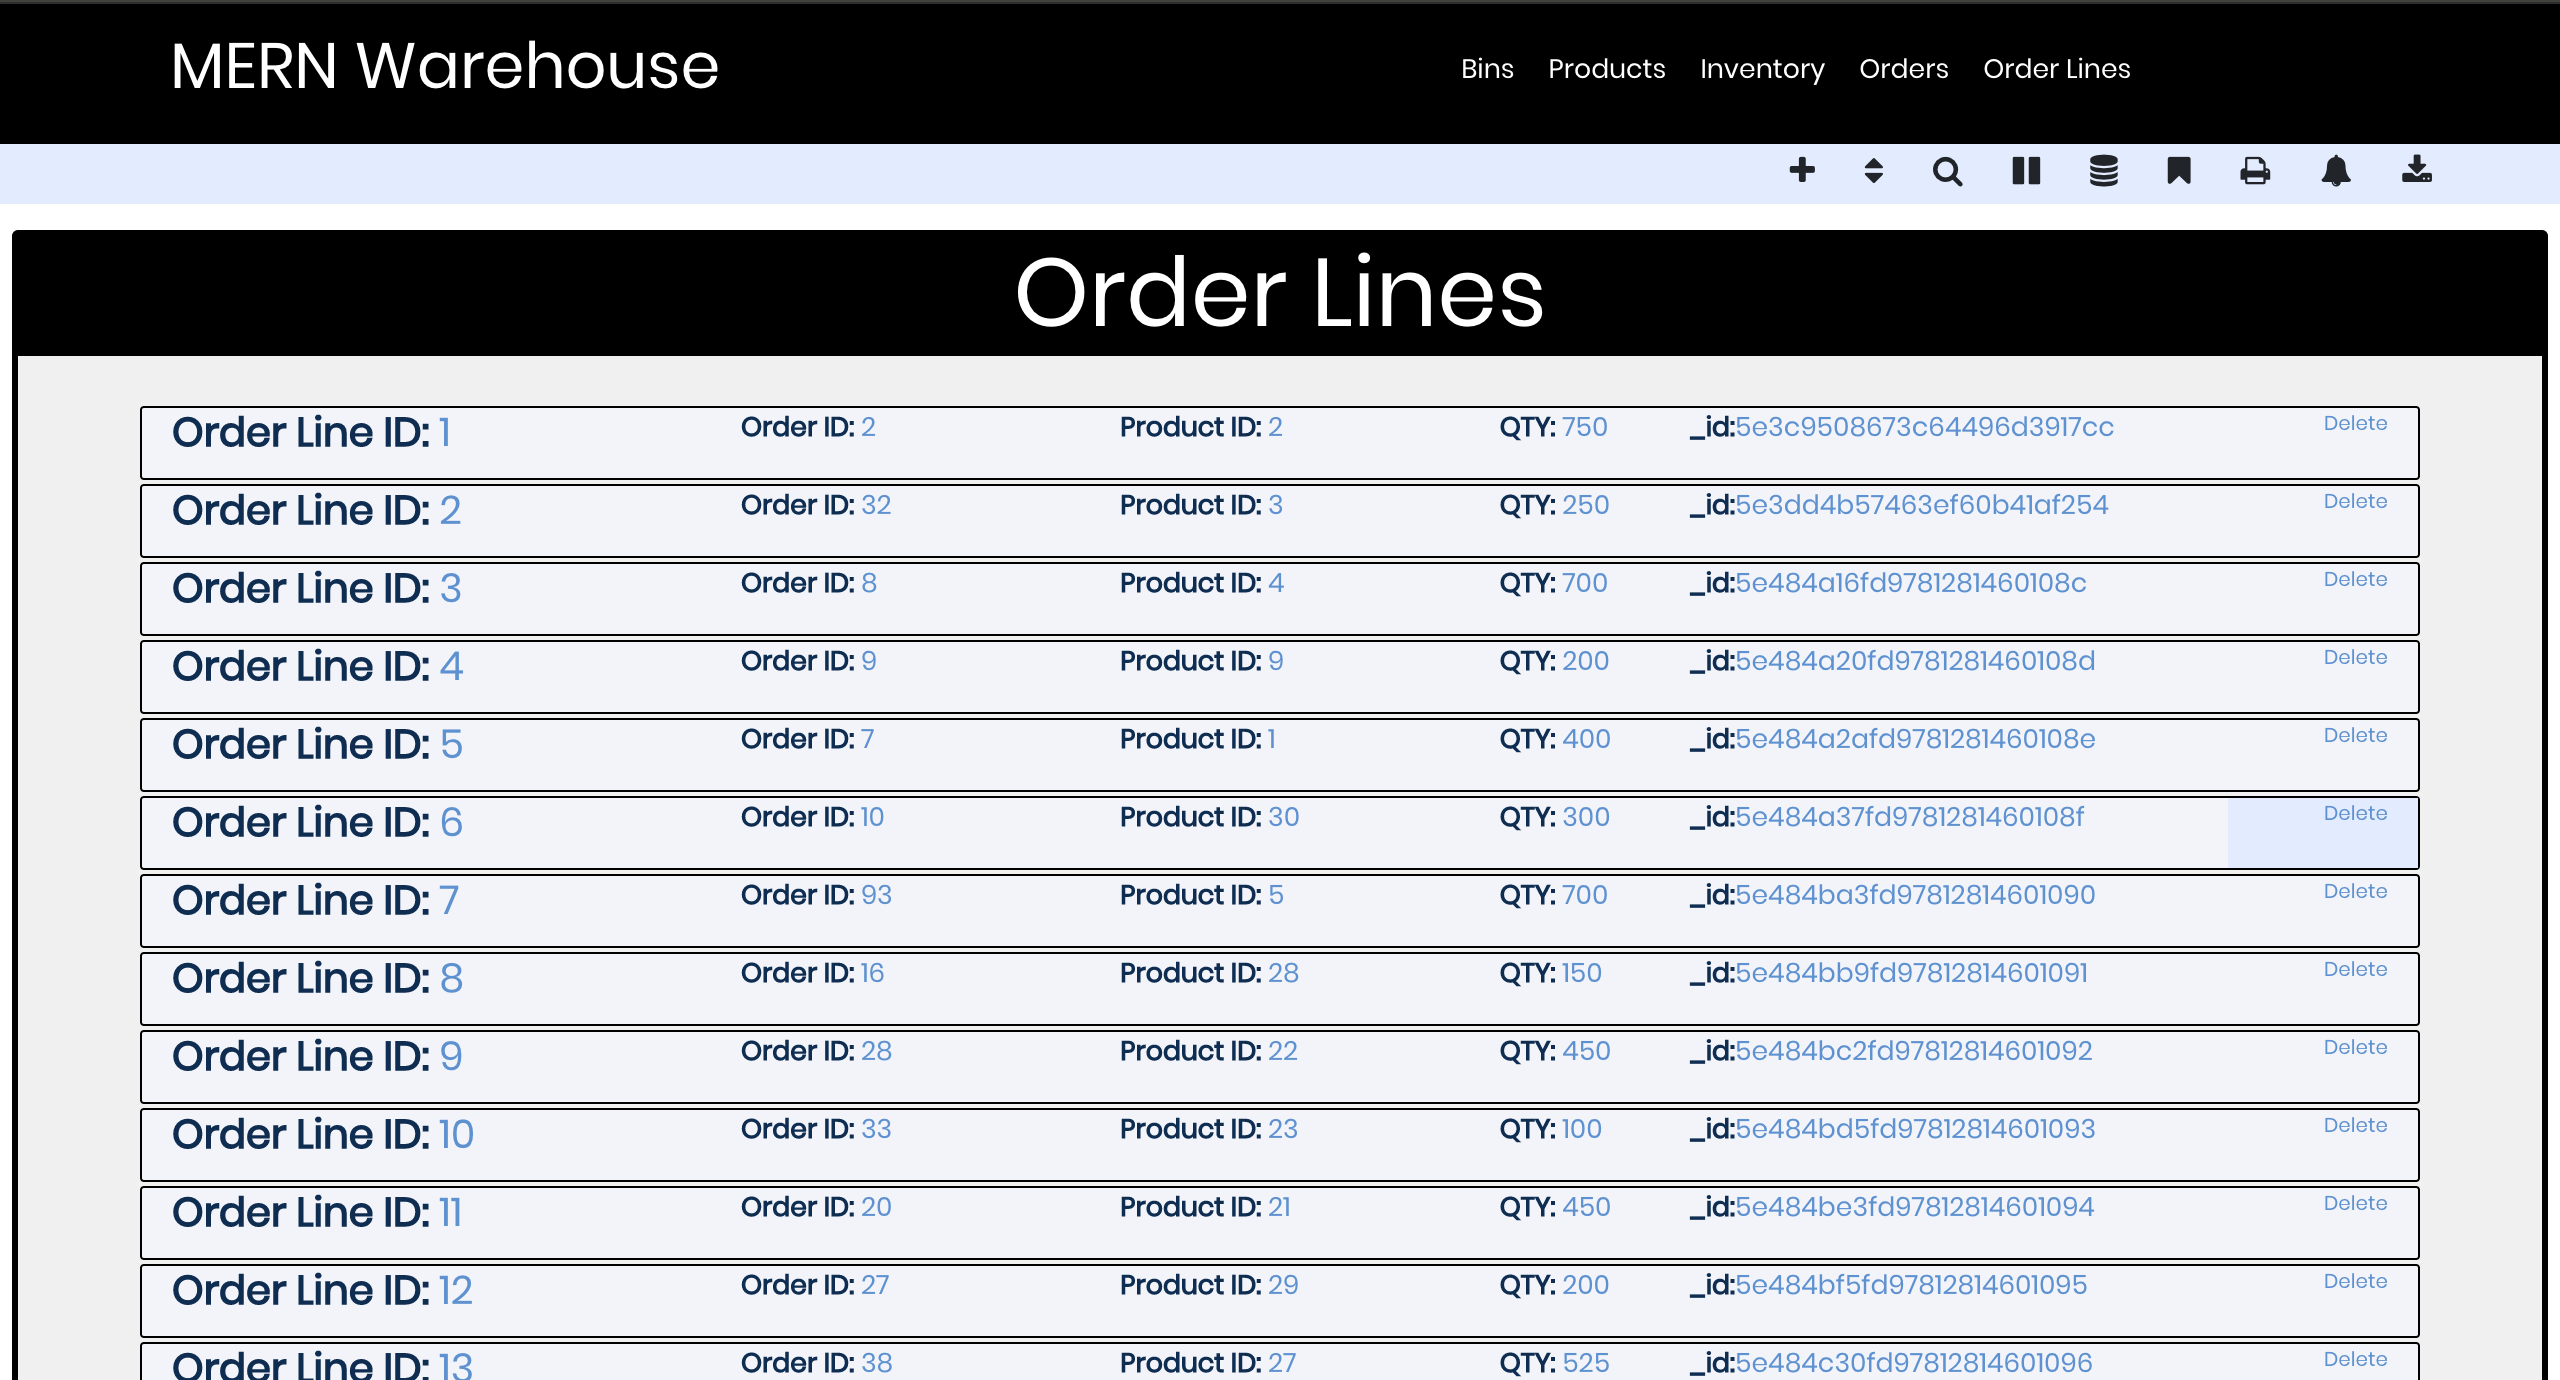 MERN Warehouse
Bins Products Inventory Orders Order Lines
Order Lines
Order Line ID: 1 Order ID: 2 Product ID: 2 QTY: 750 _id:5e3c9508673c64496d3917cc Delete
Order Line ID: 2 Order ID: 32 Product ID: 3 QTY: 250 _id:5e3dd4b57463ef60b41af254 Delete
Order Line ID: 3 Order ID: 8 Product ID: 4 QTY: 700 _id:5e484a16fd9781281460108c Delete
Order Line ID: 4 Order ID: 9 Product ID: 9 QTY: 200 _id:5e484a20fd9781281460108d Delete
Order Line ID: 5 Order ID: 7 Product ID: 1 QTY: 400 _id:5e484a2afd9781281460108e Delete
Order Line ID: 6 Order ID: 10 Product ID: 30 QTY: 300 _id:5e484a37fd9781281460108f Delete
Order Line ID: 7 Order ID: 93 Product ID: 5 QTY: 700 _id:5e484ba3fd97812814601090 Delete
Order Line ID: 8 Order ID: 16 Product ID: 28 QTY: 150 _id:5e484bb9fd97812814601091 Delete
Order Line ID: 9 Order ID: 28 Product ID: 22 QTY: 450 _id:5e484bc2fd97812814601092 Delete
Order Line ID: 10 Order ID: 33 Product ID: 23 QTY: 100 _id:5e484bd5fd97812814601093 Delete
Order Line ID: 11 Order ID: 20 Product ID: 21 QTY: 450 _id:5e484be3fd97812814601094 Delete
Order Line ID: 12 Order ID: 27 Product ID: 29 QTY: 200 _id:5e484bf5fd97812814601095 Delete
Order Line ID: 13 Order ID: 38 Product ID: 27 QTY: 525 _id:5e484c30fd97812814601096 Delete